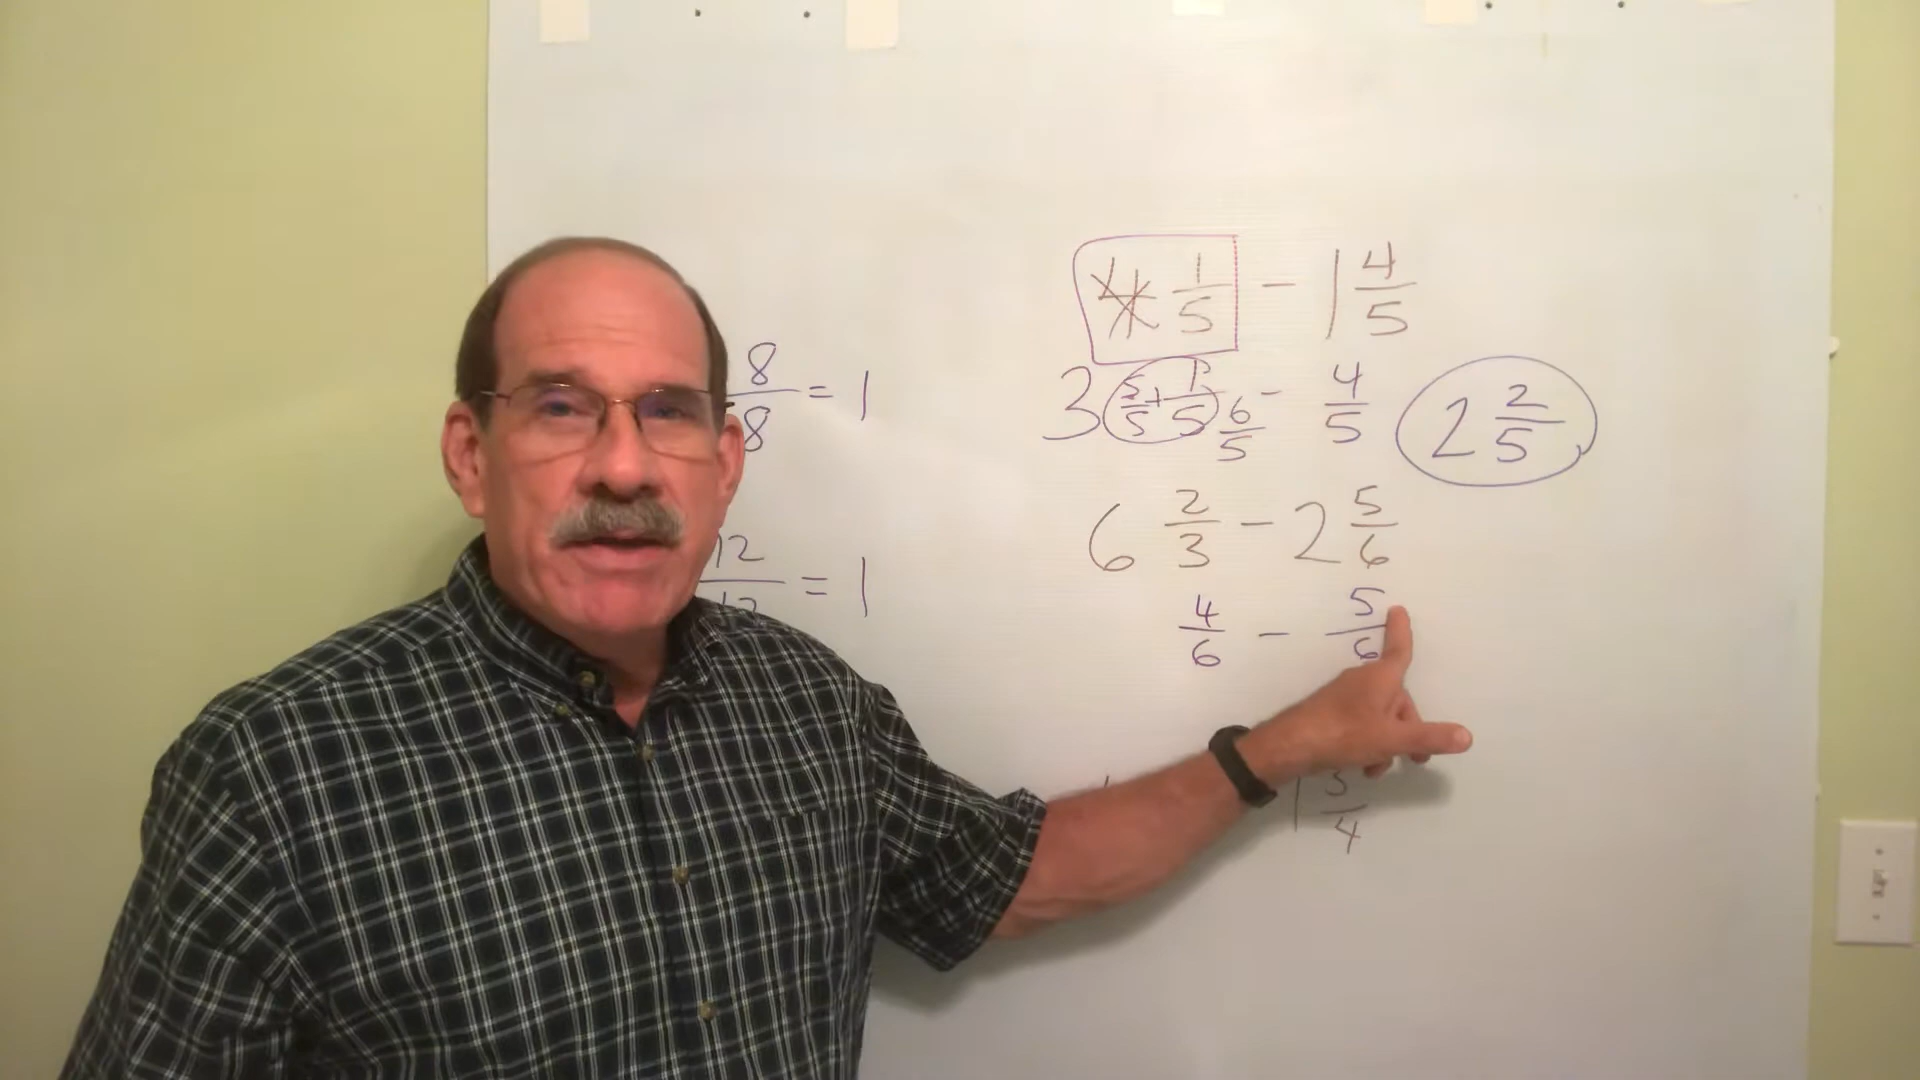 8/8 = 1
12/12 = 1
4 1/5 - 1 4/5
3 5/5 + 1/5 6/5 - 4/5 2 2/5
6 2/3 - 2 5/6
4/6 - 5/6
1 3/4